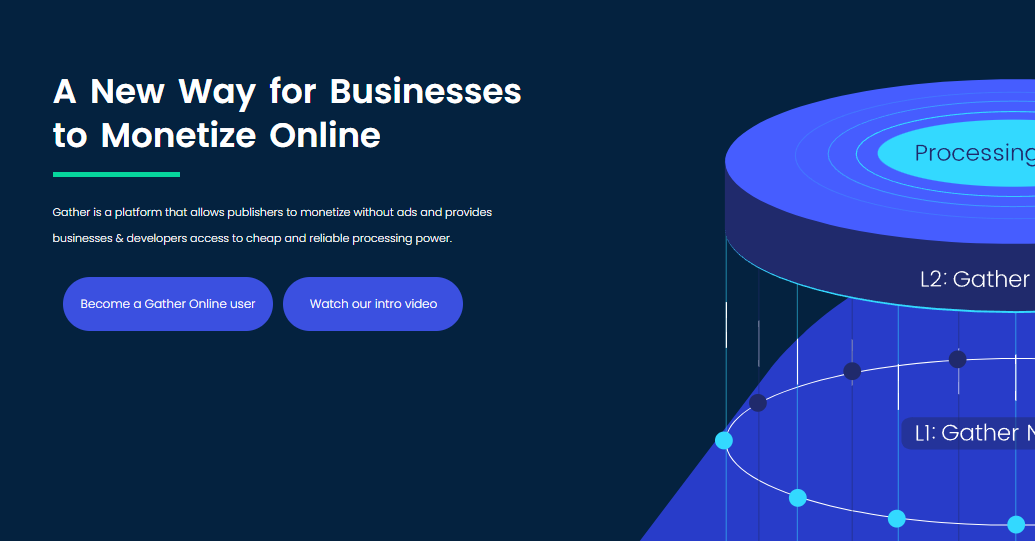 A New Way for Businesses
to Monetize Online
Gather is a platform that allows publishers to monetize without ads and provides
businesses & developers access to cheap and reliable processing power.
Become a Gather Online user
Watch our intro video
Processing
L2: Gather
L1: Gather N